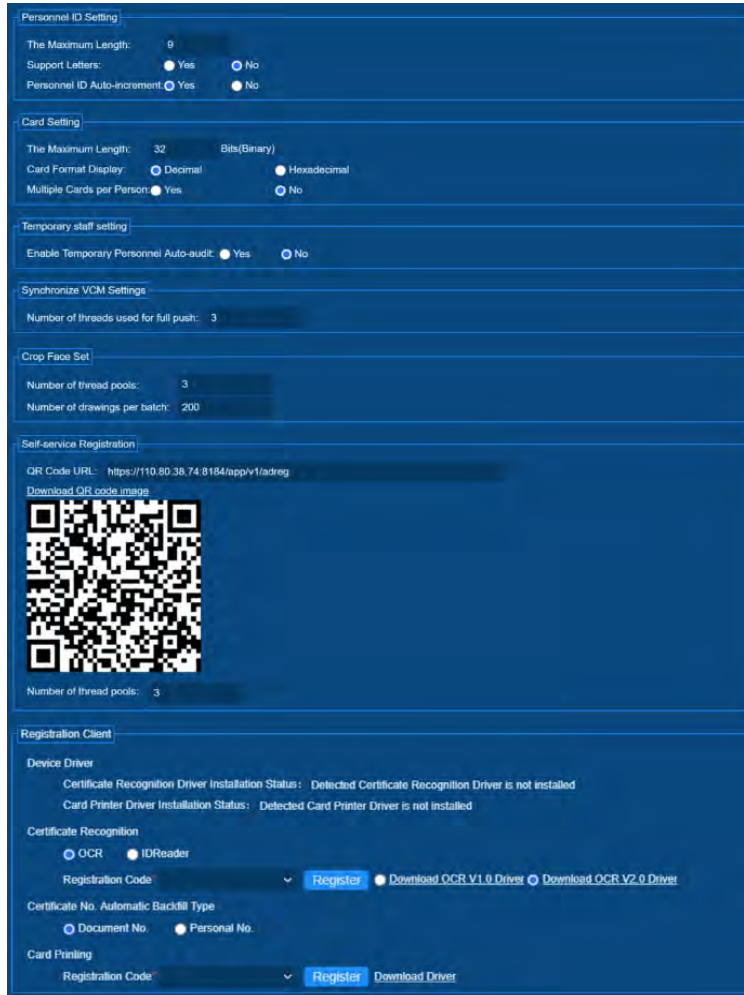 Personnel ID Setting
The Maximum Length: 9
Support Letters: Yes No
Personnel ID Auto-increment: Yes No
Card Setting
The Maximum Length: 32 Bits(Binary)
Card Format Display: Decimal Hexadecimal
Multiple Cards per Person: Yes No
Temporary staff setting
Enable Temporary Personnel Auto-audit: Yes No
Synchronize VCM Settings
Number of threads used for full push: 3
Crop Face Set
Number of thread pools: 3
Number of drawings per batch: 200
Self-service Registration
QR Code URL: https://110.80.38.74:8184/app/v1/adreg
Download QR code image
Number of thread pools: 3
Registration Client
Device Driver
Certificate Recognition Driver Installation Status: Detected Certificate Recognition Driver is not installed
Card Printer Driver Installation Status: Detected Card Printer Driver is not installed
Certificate Recognition
OCR IDReader
Registration Code* Register Download OCR V1.0 Driver Download OCR V2.0 Driver
Certificate No. Automatic Backfill Type
Document No. Personal No.
Card Printing
Registration Code* Register Download Driver